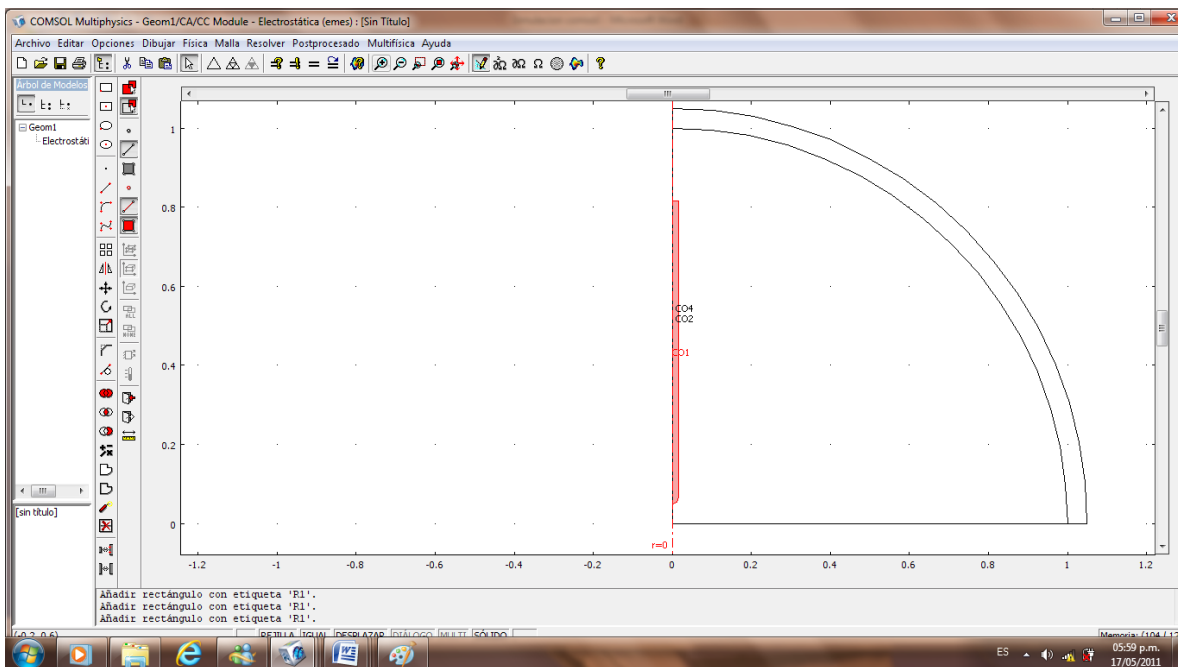 COMSOL Multiphysics - Geom1/CA/CC Module - Electrostática (emes) : [Sin Título]
Archivo Editar Opciones Dibujar Física Malla Resolver Postprocesado Multifísica Ayuda
Árbol de Modelos
Geom1
Electrostáti
[sin título]
1
0.8
0.6
0.4
0.2
0
CO4
CO2
CO1
r=0
-1.2 -1 -0.8 -0.6 -0.4 -0.2 0 0.2 0.4 0.6 0.8 1 1.2
Añadir rectángulo con etiqueta 'R1'.
Añadir rectángulo con etiqueta 'R1'.
Añadir rectángulo con etiqueta 'R1'.
(-0.2, 0.6) REJILLA IGUAL DESPLAZAR DIÁLOGO MULTI SÓLIDO Memoria: (104 /
ES 05:59 p.m.
17/05/2011